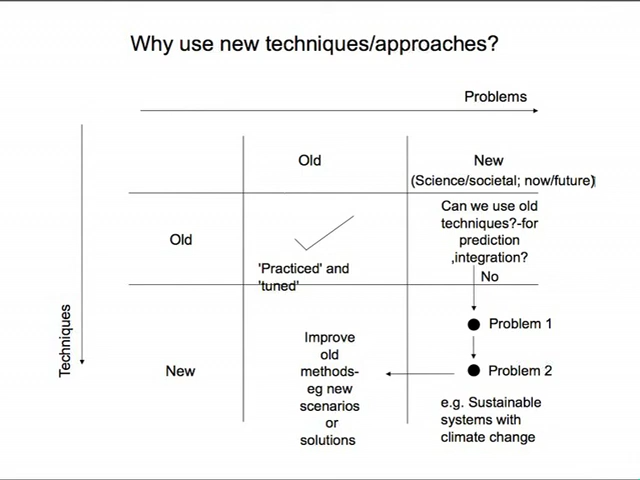 Why use new techniques/approaches?
Problems
Old
New
(Science/societal; now/future)
Old
'Practiced' and
'tuned'
Can we use old
techniques?-for
prediction
,integration?
No
Techniques
New
Improve
old
methods-
eg new
scenarios
or
solutions
Problem 1
Problem 2
e.g. Sustainable
systems with
climate change